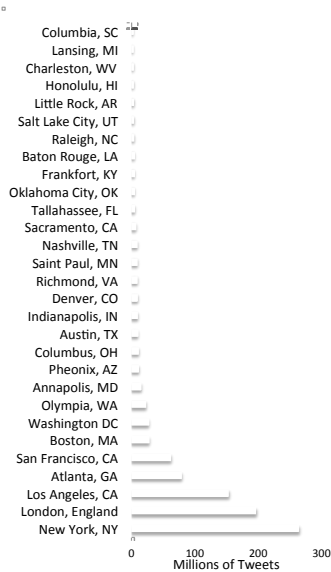 Columbia, SC
Lansing, MI
Charleston, WV
Honolulu, HI
Little Rock, AR
Salt Lake City, UT
Raleigh, NC
Baton Rouge, LA
Frankfort, KY
Oklahoma City, OK
Tallahassee, FL
Sacramento, CA
Nashville, TN
Saint Paul, MN
Richmond, VA
Denver, CO
Indianapolis, IN
Austin, TX
Columbus, OH
Pheonix, AZ
Annapolis, MD
Olympia, WA
Washington DC
Boston, MA
San Francisco, CA
Atlanta, GA
Los Angeles, CA
London, England
New York, NY
0 100 200 300
Millions of Tweets